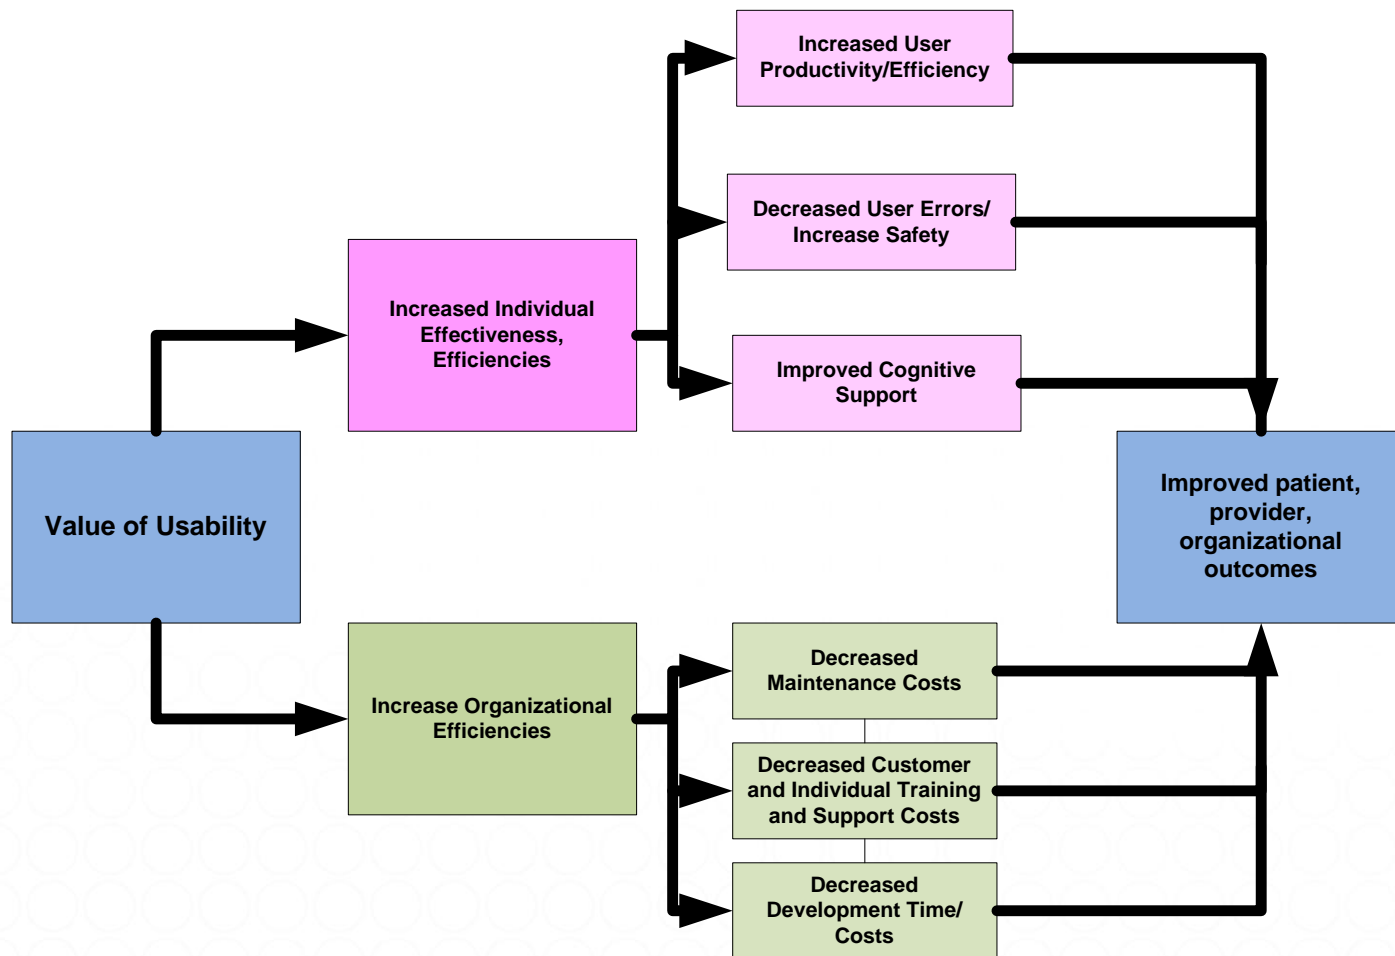 Increased User
Productivity/Efficiency
Decreased User Errors/
Increase Safety
Increased Individual
Effectiveness,
Efficiencies
Improved Cognitive
Support
Value of Usability
Improved patient,
provider,
organizational
outcomes
Increase Organizational
Efficiencies
Decreased
Maintenance Costs
Decreased Customer
and Individual Training
and Support Costs
Decreased
Development Time/
Costs